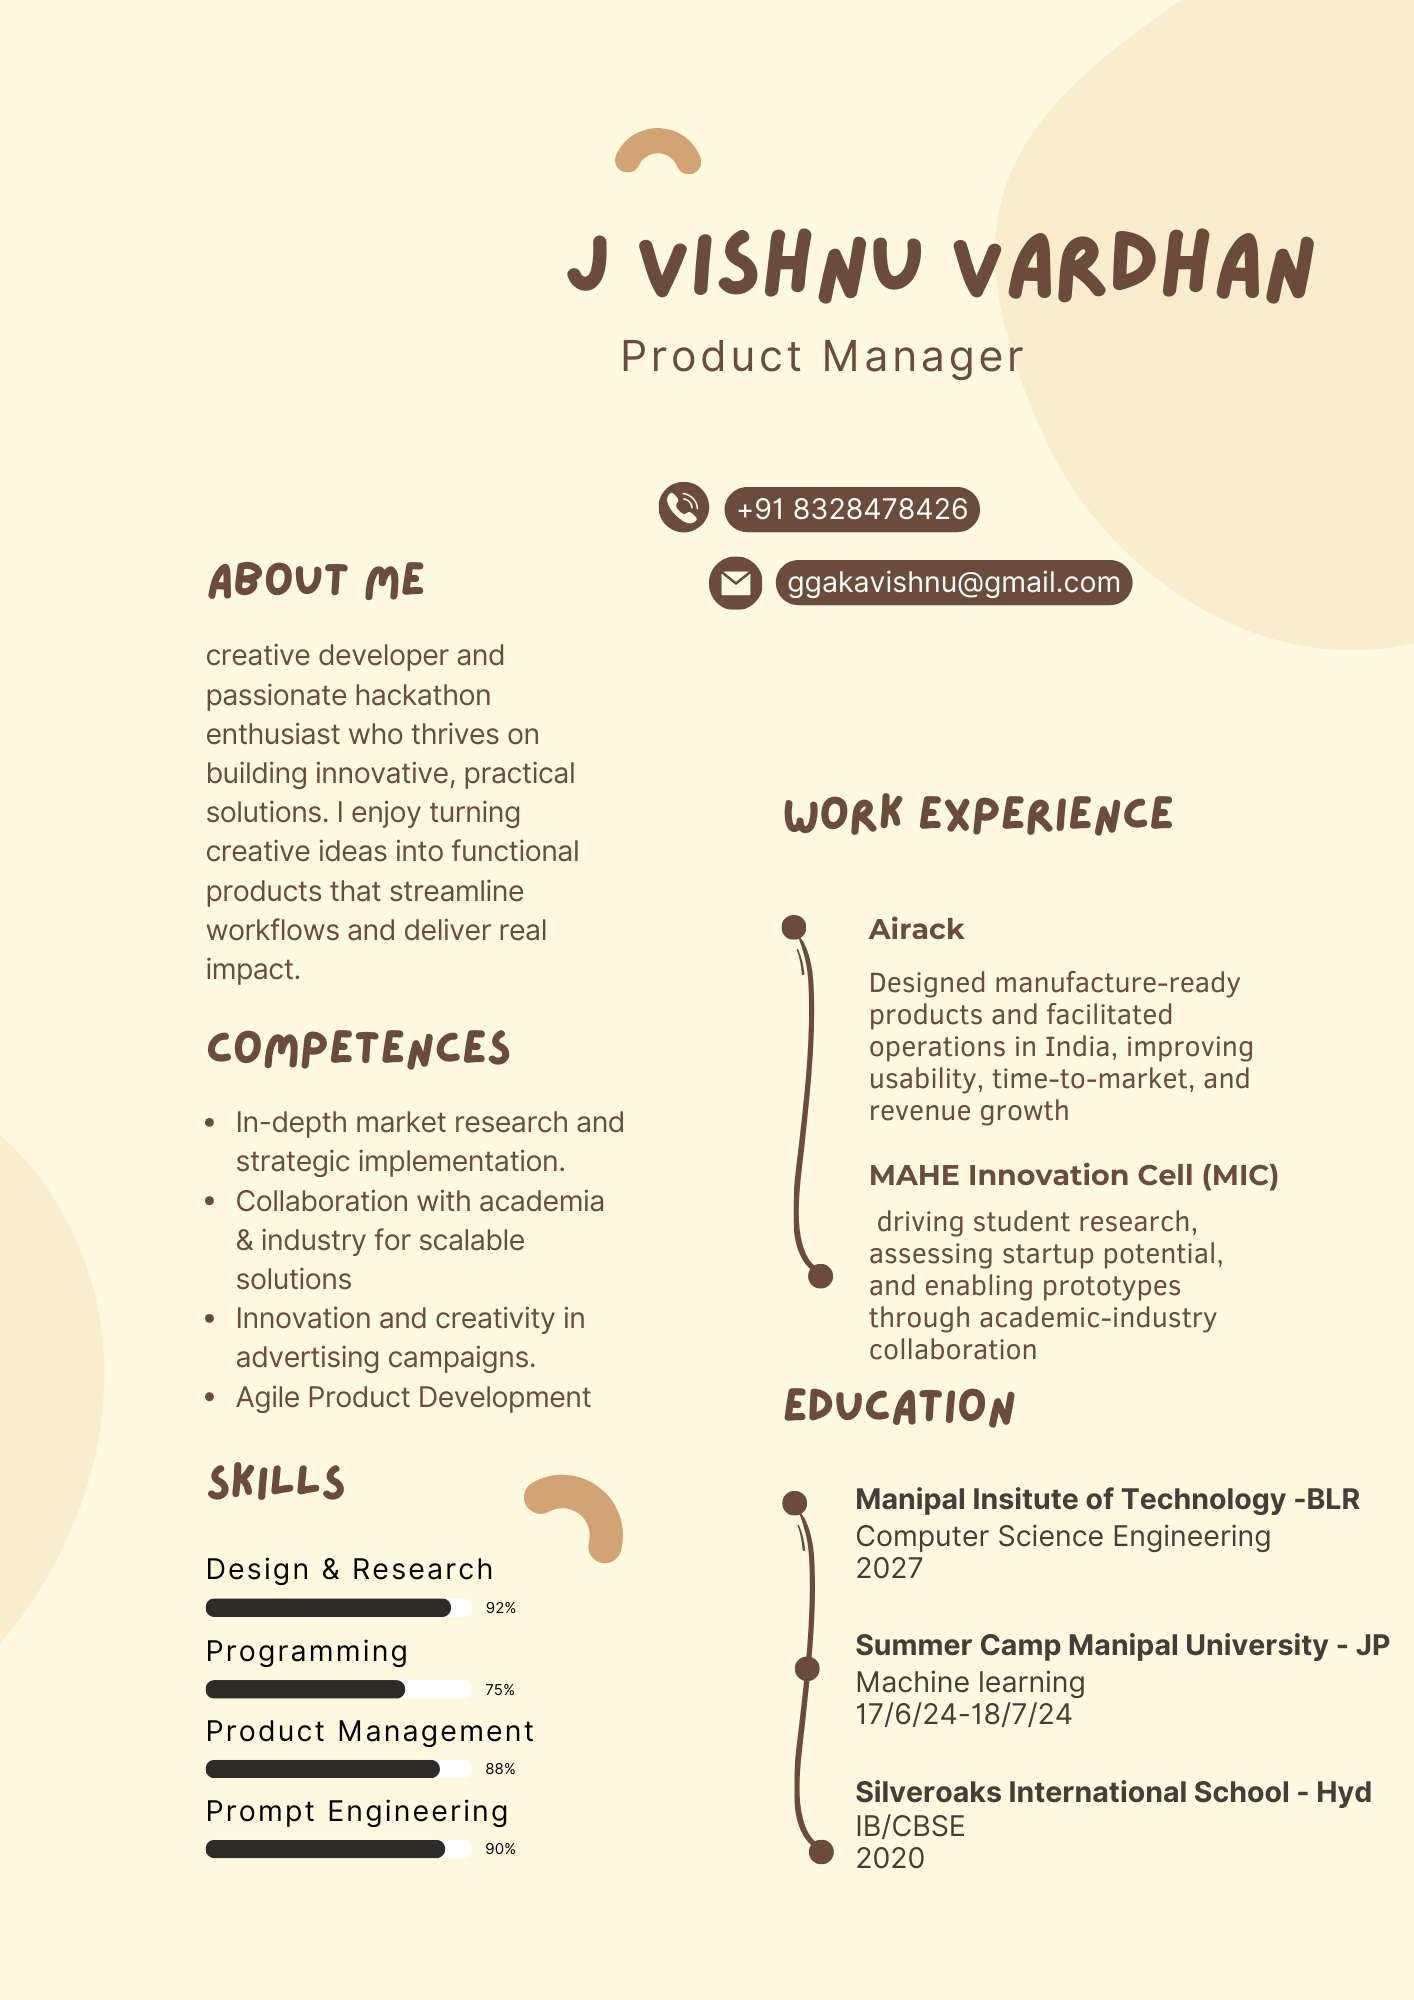 J VISHNU VARDHAN
Product Manager
+91 8328478426
ggakavishnu@gmail.com
ABOUT ME
creative developer and
passionate hackathon
enthusiast who thrives on
building innovative, practical
solutions. I enjoy turning
creative ideas into functional
products that streamline
workflows and deliver real
impact.
COMPETENCES
• In-depth market research and
strategic implementation.
• Collaboration with academia
& industry for scalable
solutions
• Innovation and creativity in
advertising campaigns.
• Agile Product Development
SKILLS
Design & Research
92%
Programming
75%
Product Management
88%
Prompt Engineering
90%
WORK EXPERIENCE
Airack
Designed manufacture-ready
products and facilitated
operations in India, improving
usability, time-to-market, and
revenue growth
MAHE Innovation Cell (MIC)
driving student research,
assessing startup potential,
and enabling prototypes
through academic-industry
collaboration
EDUCATION
Manipal Insitute of Technology -BLR
Computer Science Engineering
2027
Summer Camp Manipal University - JP
Machine learning
17/6/24-18/7/24
Silveroaks International School - Hyd
IB/CBSE
2020